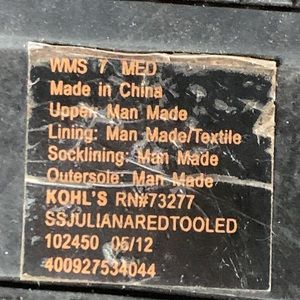 WMS 7 MED
Made in China
Upper: Man Made
Lining: Man Made/Textile
Socklining: Man Made
Outersole: Man Made
KOHL'S RN#73277
SSJULIANAREDTOOLED
102450 05/12
400927534044